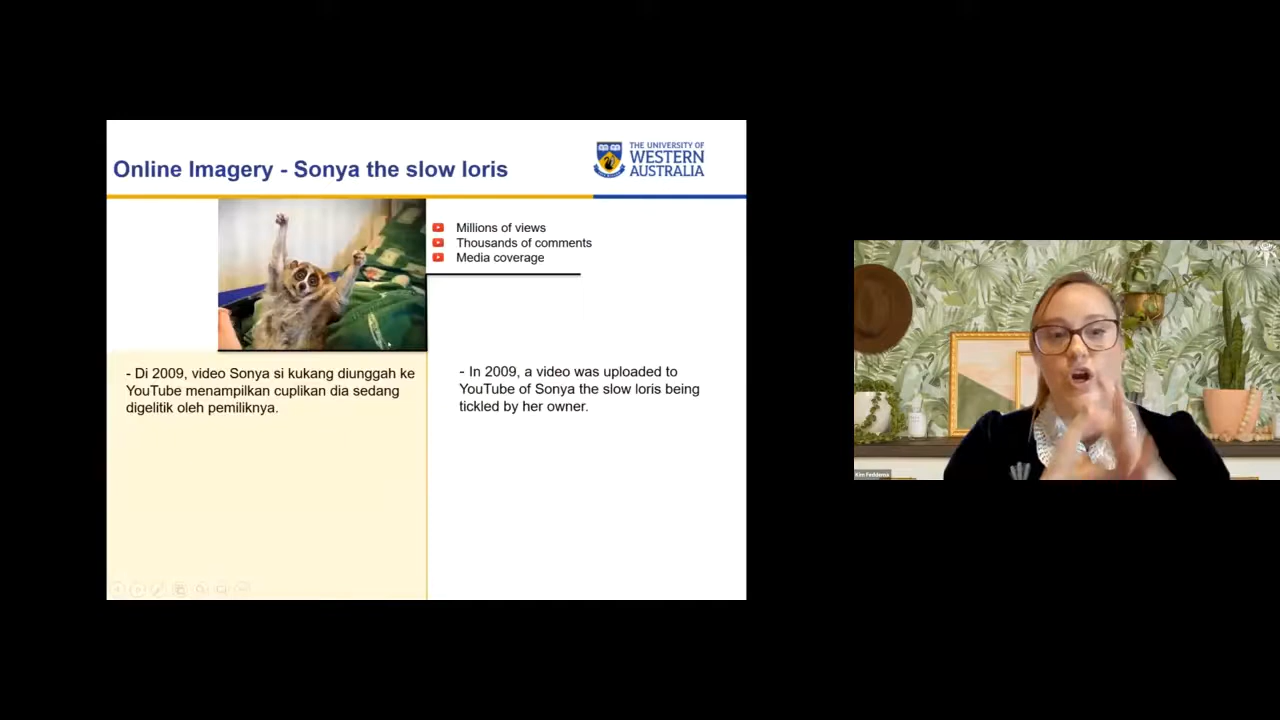 Online Imagery - Sonya the slow loris
THE UNIVERSITY OF
WESTERN
AUSTRALIA
Millions of views
Thousands of comments
Media coverage
- Di 2009, video Sonya si kukang diunggah ke
YouTube menampilkan cuplikan dia sedang
digelitik oleh pemiliknya.
- In 2009, a video was uploaded to
YouTube of Sonya the slow loris being
tickled by her owner.
Kim Feddema